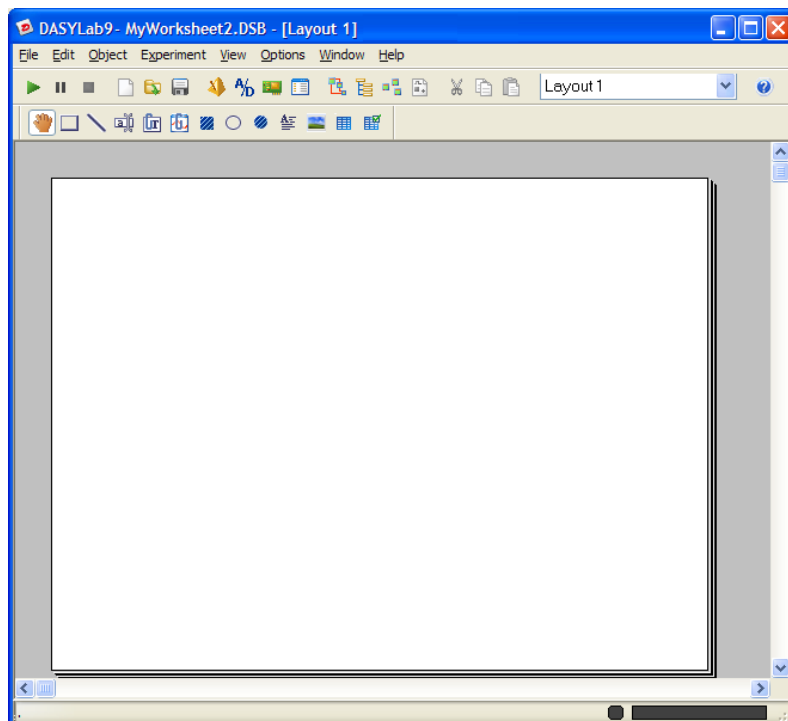 DASYLab9- MyWorksheet2.DSB - [Layout 1]
File Edit Object Experiment View Options Window Help
Layout 1